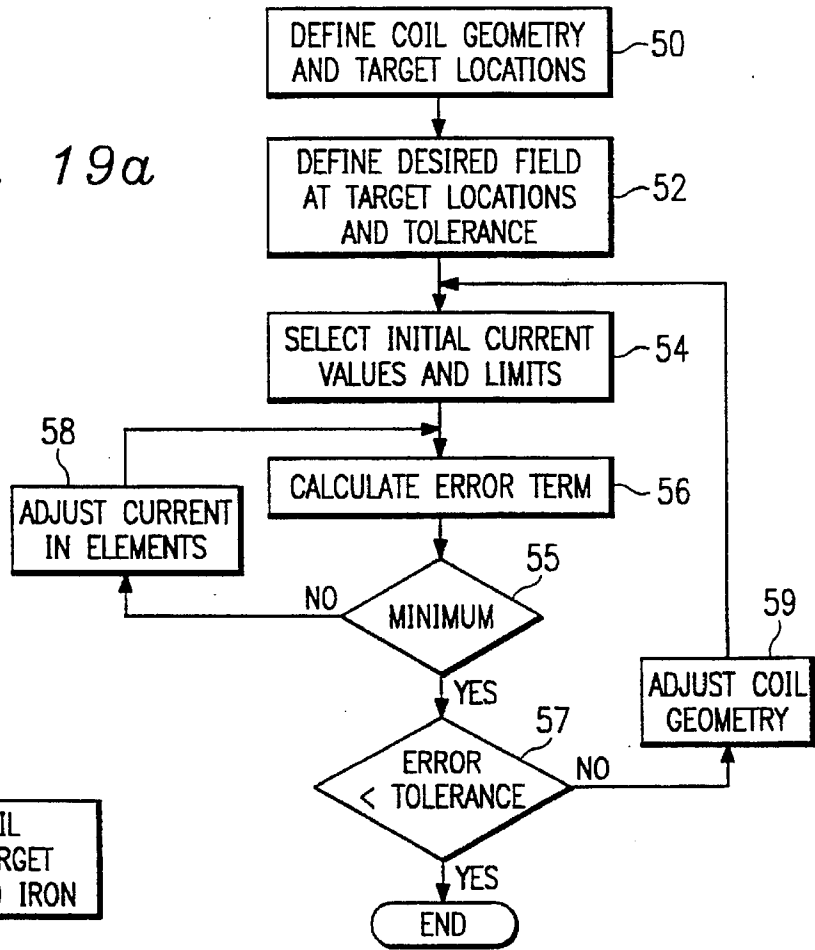 DEFINE COIL GEOMETRY
AND TARGET LOCATIONS
50
19a
DEFINE DESIRED FIELD
AT TARGET LOCATIONS
AND TOLERANCE
52
SELECT INITIAL CURRENT
VALUES AND LIMITS
54
58
ADJUST CURRENT
IN ELEMENTS
CALCULATE ERROR TERM
56
55
NO
MINIMUM
YES
59
ADJUST COIL
GEOMETRY
57
ERROR
< TOLERANCE
NO
YES
END
IL
RGET
IRON